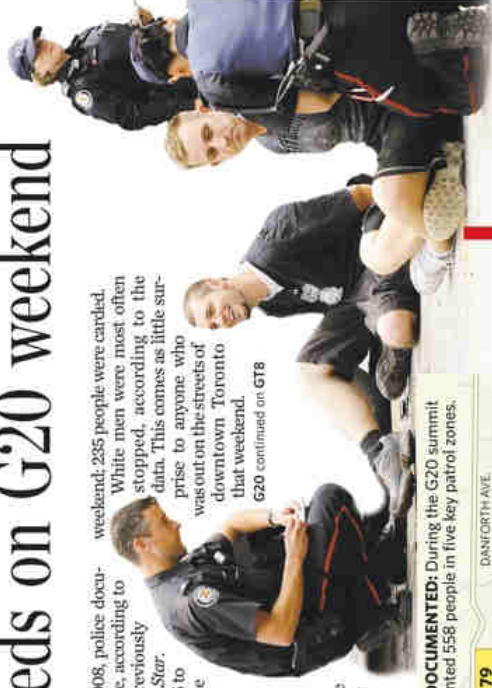 eds on G20 weekend
08, police docu-
e, according to
reviously
Star.
to
e
weekend; 235 people were carded.
White men were most often
stopped, according to the
data. This comes as little sur-
prise to anyone who
was out on the streets of
downtown Toronto
that weekend.
G20 continued on GT8
e
DOCUMENTED: During the G20 summit
nted 558 people in five key patrol zones.
DANFORTH AVE.
79